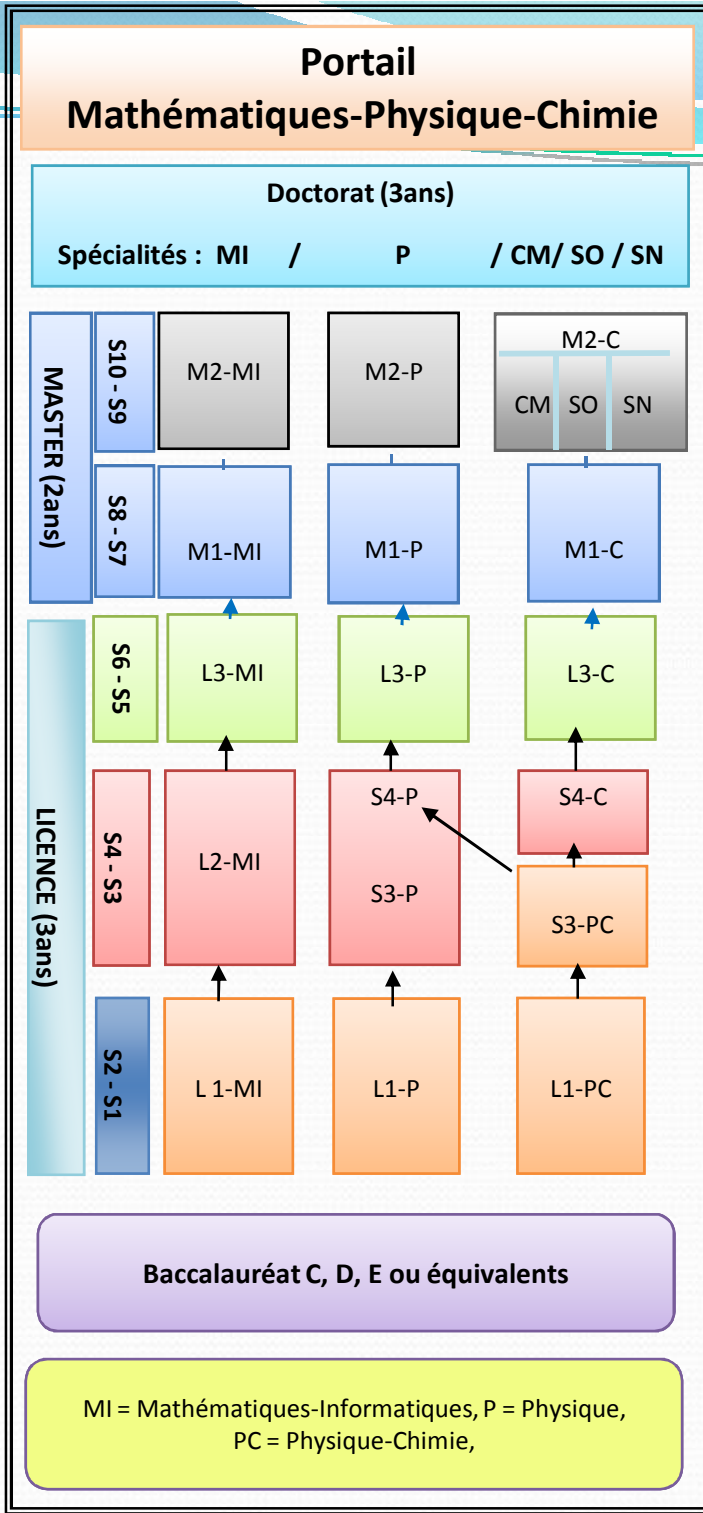 Portail
Mathématiques-Physique-Chimie
Doctorat (3ans)
Spécialités : MI / P / CM/ SO / SN
MASTER (2ans)
S10 - S9
M2-MI
M2-P
M2-C
CM
SO
SN
S8 - S7
M1-MI
M1-P
M1-C
LICENCE (3ans)
S6 - S5
L3-MI
L3-P
L3-C
S4 - S3
L2-MI
S4-P
S4-C
S3-P
S3-PC
S2 - S1
L 1-MI
L1-P
L1-PC
Baccalauréat C, D, E ou équivalents
MI = Mathématiques-Informatiques, P = Physique,
PC = Physique-Chimie,